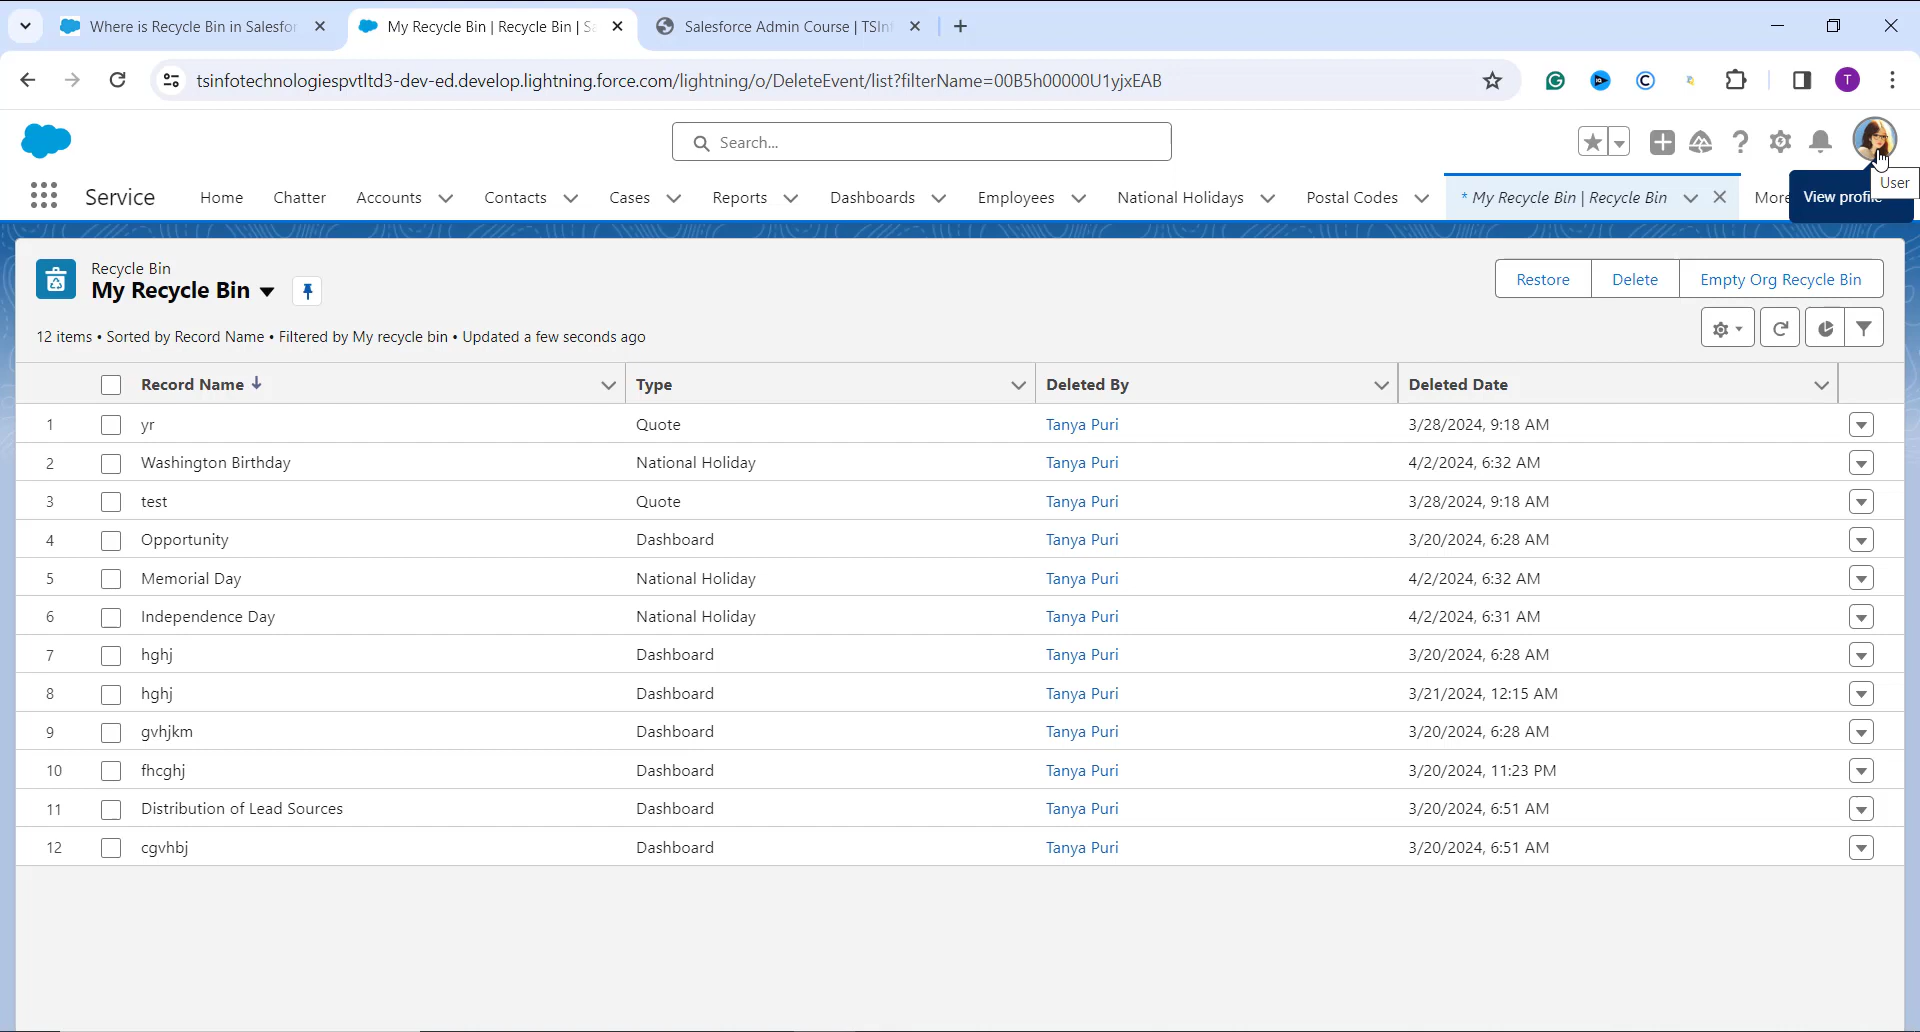 Where is Recycle Bin in Salesfor
My Recycle Bin | Recycle Bin | Sa
Salesforce Admin Course | TSInf
tsinfotechnologiespvtltd3-dev-ed.develop.lightning.force.com/lightning/o/DeleteEvent/list?filterName=00B5h00000U1yjxEAB
T
Search...
User
Service Home Chatter Accounts Contacts Cases Reports Dashboards Employees National Holidays Postal Codes * My Recycle Bin | Recycle Bin More View profile
Recycle Bin
My Recycle Bin
Restore Delete Empty Org Recycle Bin
12 items • Sorted by Record Name • Filtered by My recycle bin • Updated a few seconds ago
Record Name Type Deleted By Deleted Date
1 yr Quote Tanya Puri 3/28/2024, 9:18 AM
2 Washington Birthday National Holiday Tanya Puri 4/2/2024, 6:32 AM
3 test Quote Tanya Puri 3/28/2024, 9:18 AM
4 Opportunity Dashboard Tanya Puri 3/20/2024, 6:28 AM
5 Memorial Day National Holiday Tanya Puri 4/2/2024, 6:32 AM
6 Independence Day National Holiday Tanya Puri 4/2/2024, 6:31 AM
7 hghj Dashboard Tanya Puri 3/20/2024, 6:28 AM
8 hghj Dashboard Tanya Puri 3/21/2024, 12:15 AM
9 gvhjkm Dashboard Tanya Puri 3/20/2024, 6:28 AM
10 fhcghj Dashboard Tanya Puri 3/20/2024, 11:23 PM
11 Distribution of Lead Sources Dashboard Tanya Puri 3/20/2024, 6:51 AM
12 cgvhbj Dashboard Tanya Puri 3/20/2024, 6:51 AM